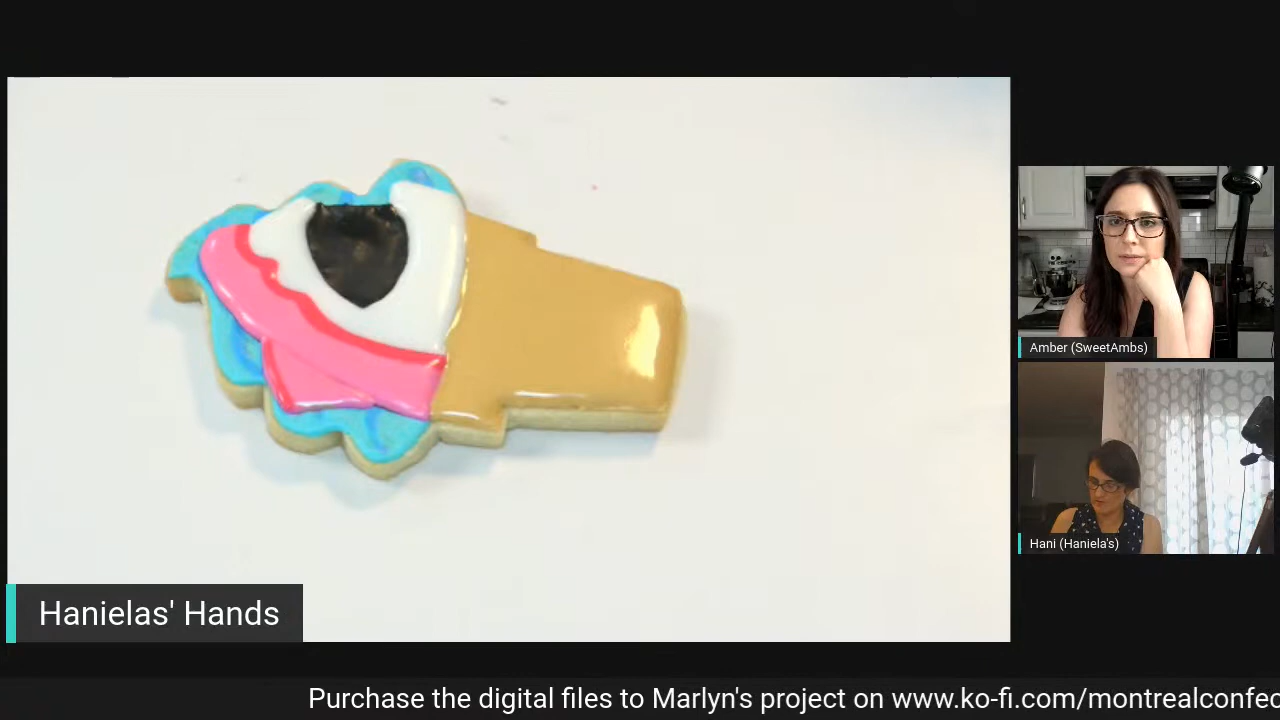 Amber (SweetAmbs)
Hani (Haniela's)
Hanielas' Hands
Purchase the digital files to Marlyn's project on www.ko-fi.com/montrealconfec